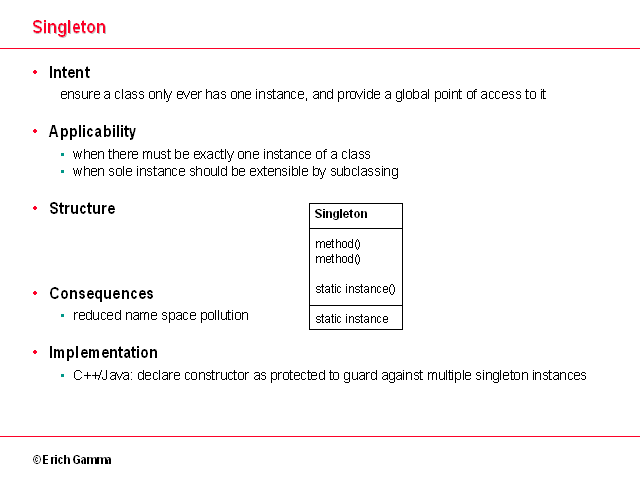 Singleton
• Intent
ensure a class only ever has one instance, and provide a global point of access to it
• Applicability
• when there must be exactly one instance of a class
• when sole instance should be extensible by subclassing
• Structure
Singleton
method()
method()
static instance()
static instance
• Consequences
• reduced name space pollution
• Implementation
• C++/Java: declare constructor as protected to guard against multiple singleton instances
© Erich Gamma